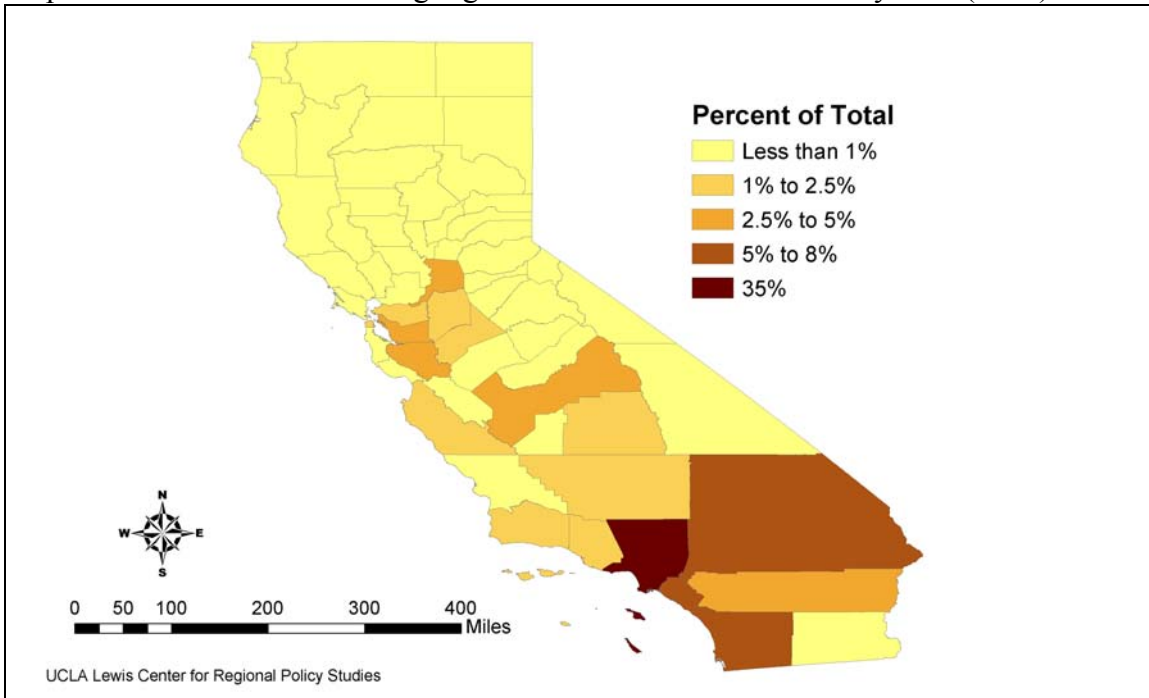 Percent of Total
Less than 1%
1% to 2.5%
2.5% to 5%
5% to 8%
35%
N
W E
S
0 50 100 200 300 400
Miles
UCLA Lewis Center for Regional Policy Studies